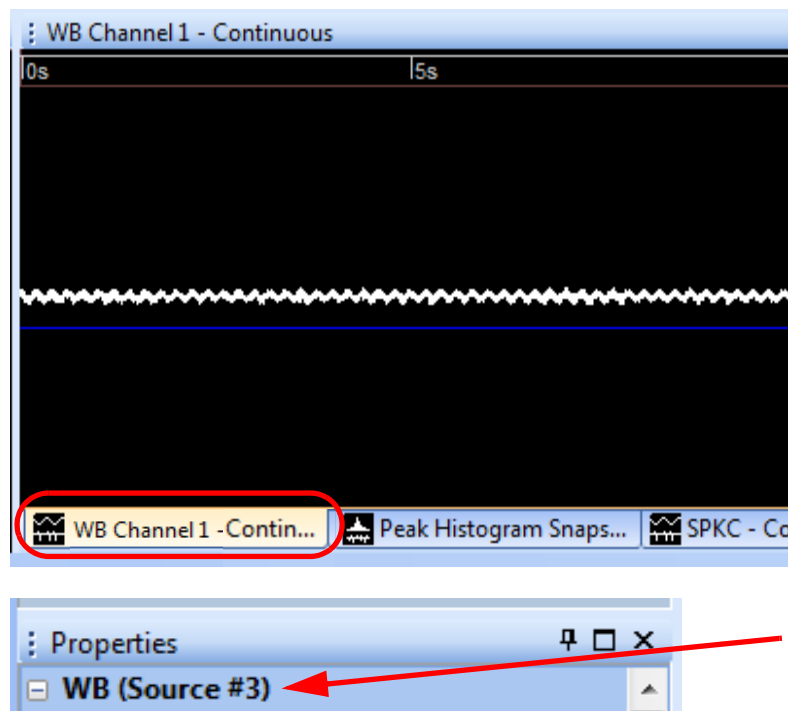 WB Channel 1 - Continuous
0s 5s
WB Channel 1 -Contin... Peak Histogram Snaps... SPKC - Co
Properties
WB (Source #3)